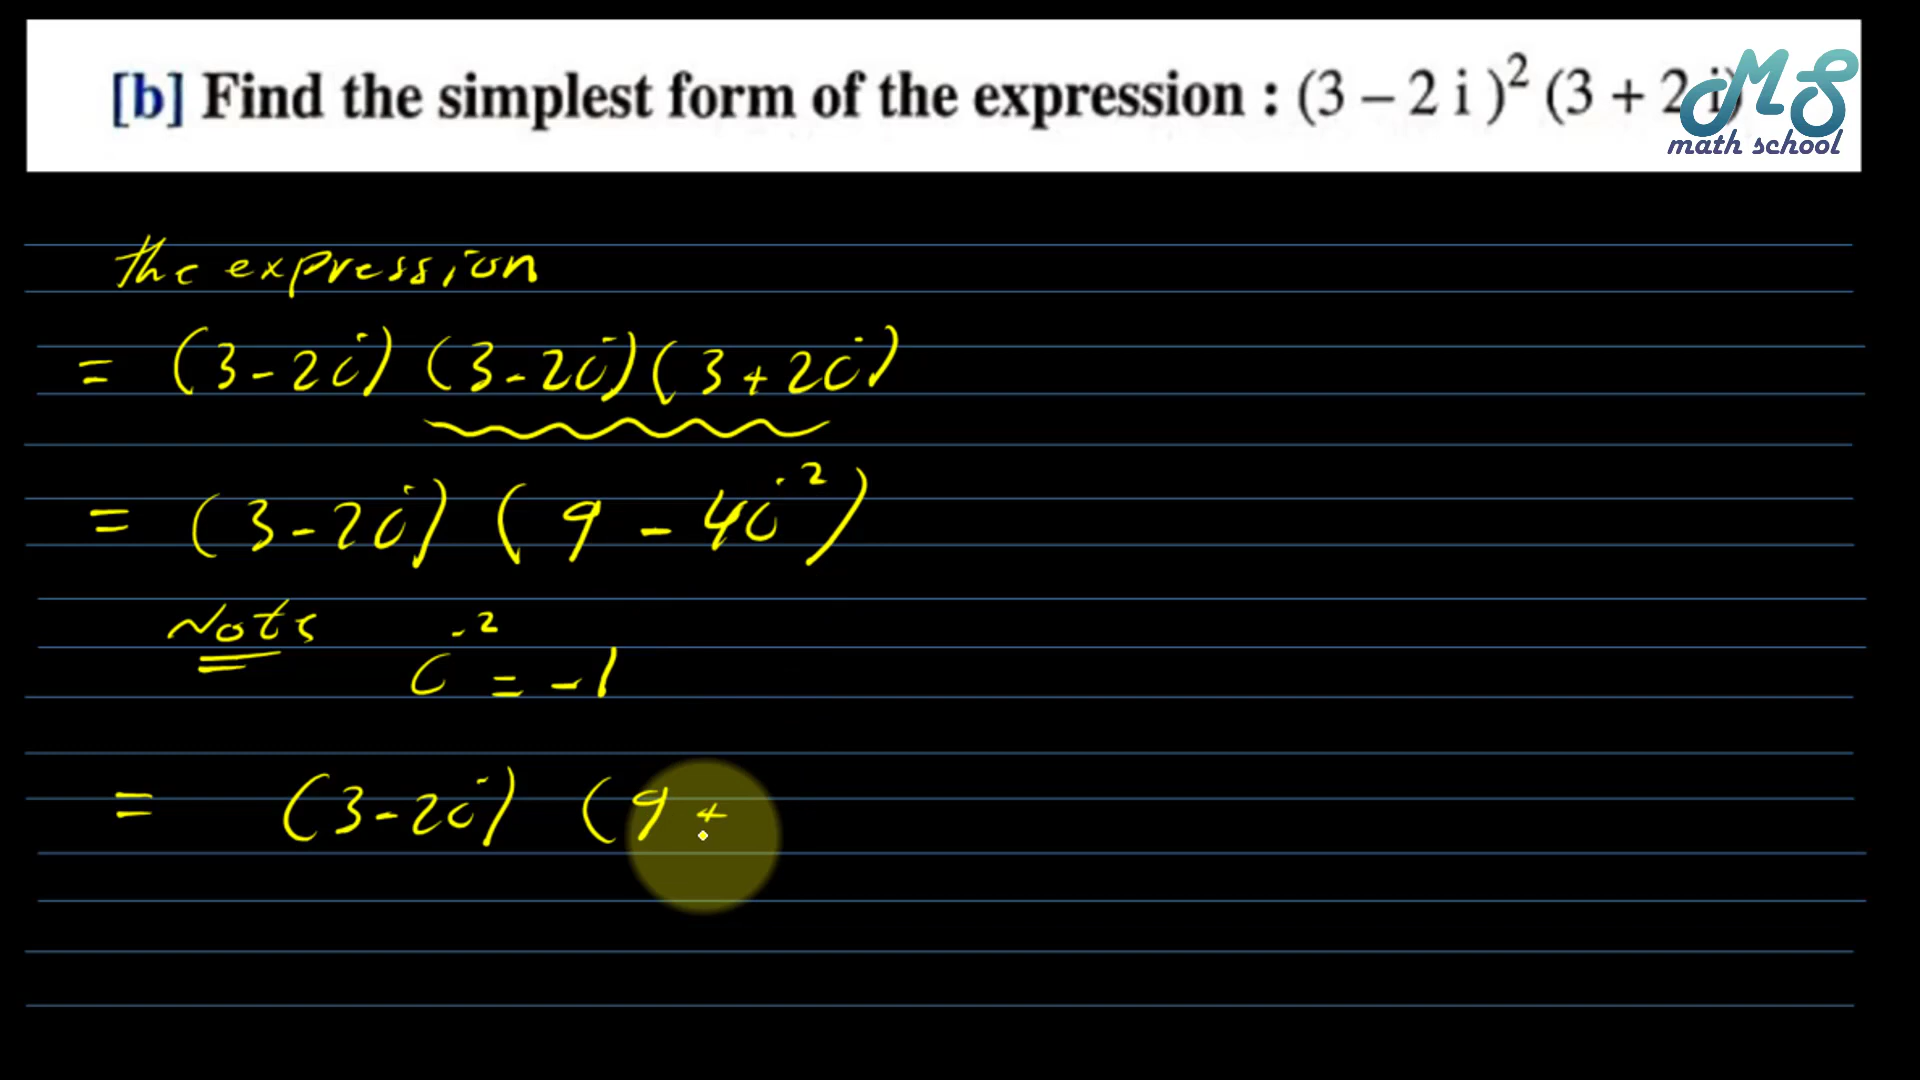 [b] Find the simplest form of the expression : (3 – 2 i )² (3 + 2 i)
MS
math school
the expression
= (3 - 2i) (3 - 2i) (3 + 2i)
= (3 - 2i) (9 - 4i²)
Note i² = -1
= (3 - 2i) (9 +